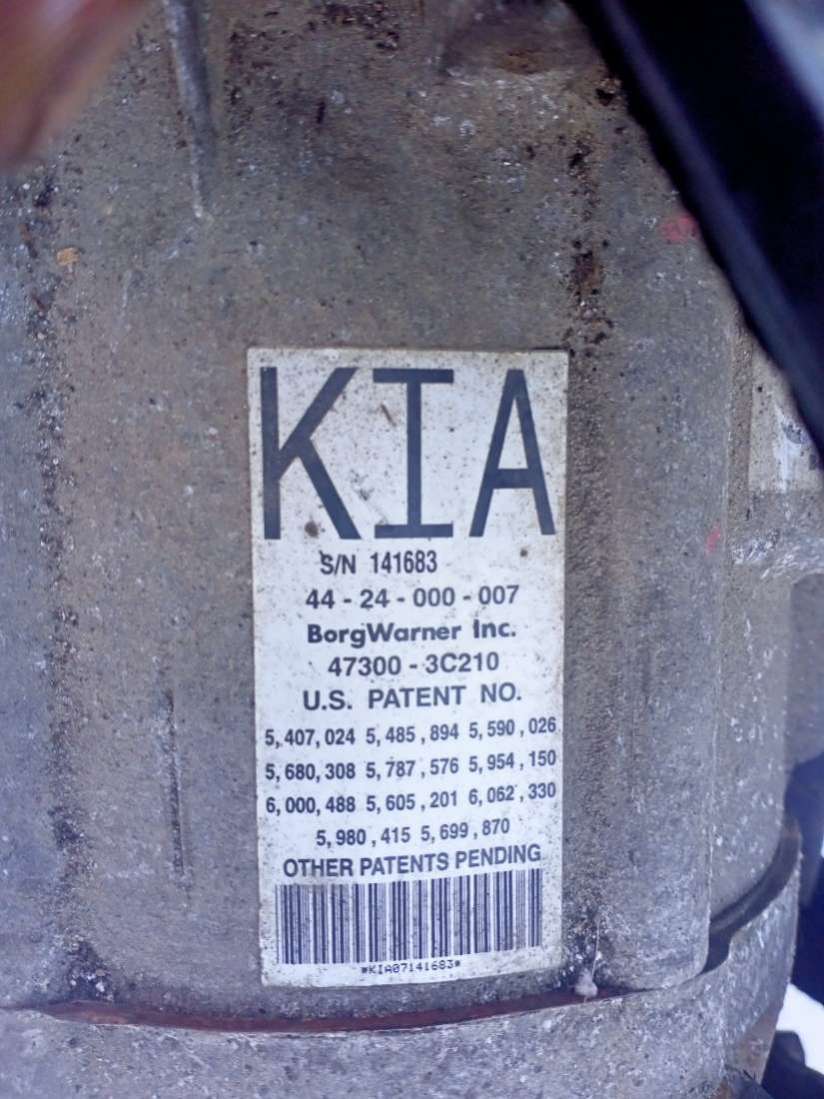 KIA
S/N 141683
44 - 24 - 000 - 007
BorgWarner Inc.
47300 - 3C210
U.S. PATENT NO.
5,407,024 5,485,894 5,590,026
5,680,308 5,787,576 5,954,150
6,000,488 5,605,201 6,062,330
5,980,415 5,699,870
OTHER PATENTS PENDING
*KIA07141683*